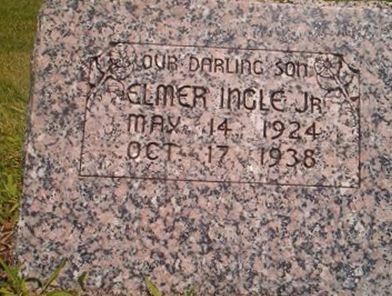 OUR DARLING SON
ELMER INGLE JR
MAY 14 1924
OCT 17 1938